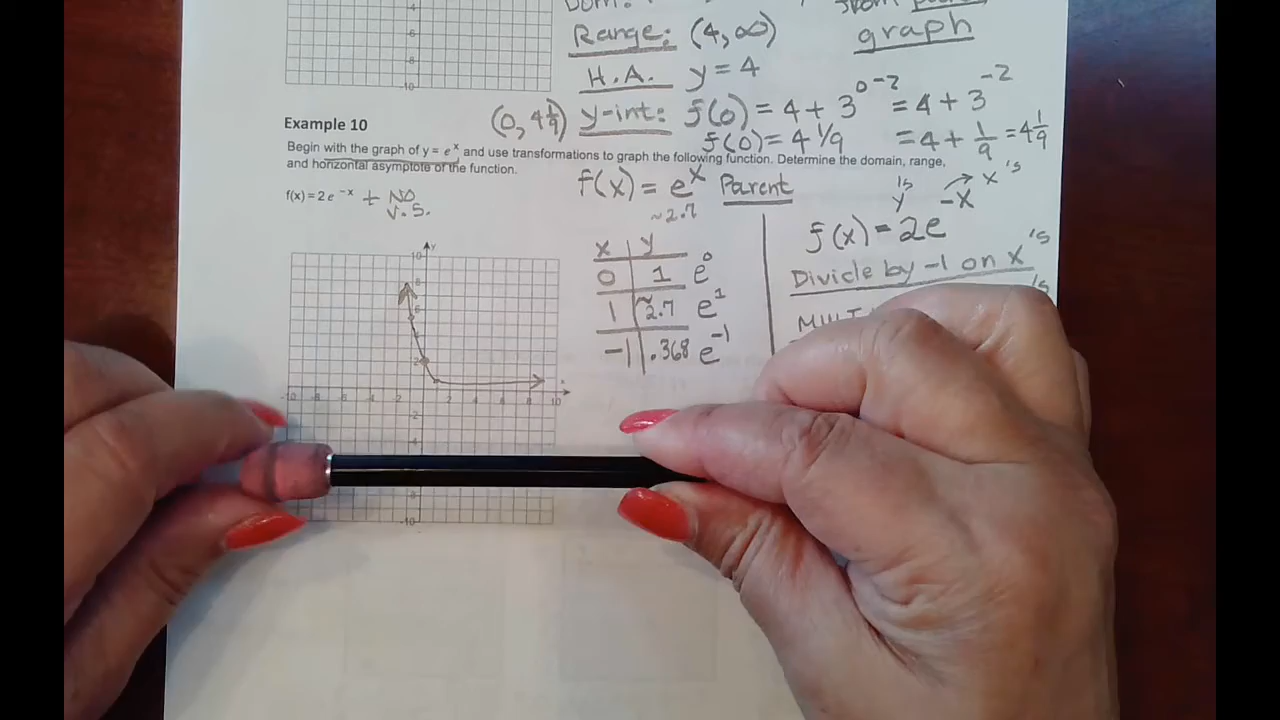 Range: (4, ∞)
graph
H.A. y = 4
(0, 4 1/9) y-int: f(0) = 4 + 3^(0-2) = 4 + 3^(-2)
f(0) = 4 1/9 = 4 + 1/9 = 4 1/9
Example 10
Begin with the graph of y = e^x and use transformations to graph the following function. Determine the domain, range,
and horizontal asymptote of the function.
f(x) = 2 e^(-x) + NO
V.S.
f(x) = e^x Parent
~2.7
x y
0 1 e^0
1 ~2.7 e^1
-1 .368 e^(-1)
y's x's
f(x) = 2e^(-x)
Divide by -1 on x's